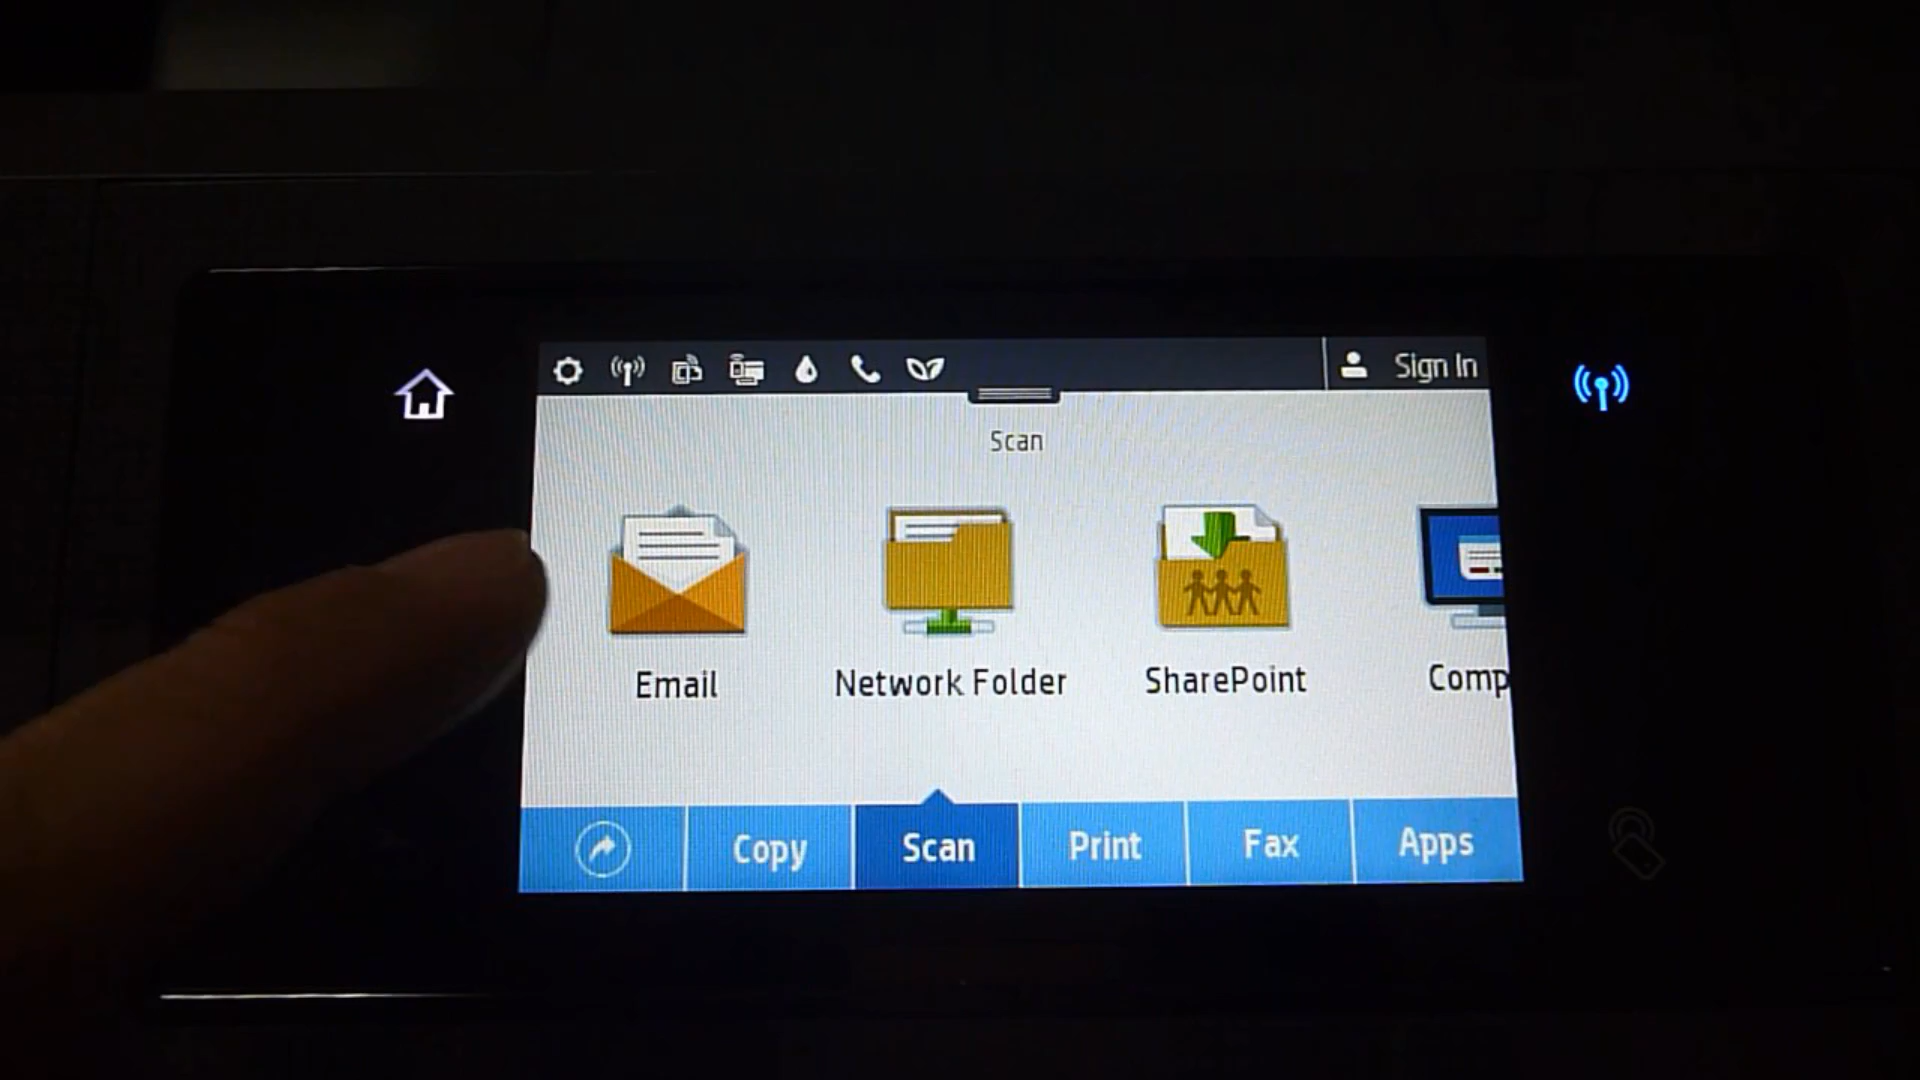 Sign In
Scan
Email Network Folder SharePoint Comp
Copy Scan Print Fax Apps